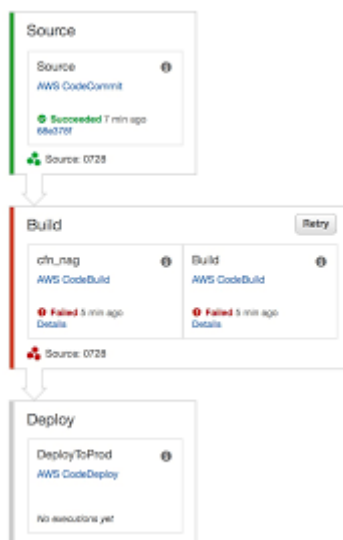 Source
Source
AWS CodeCommit
Succeeded 7 min ago
Source: 0728
Build
Retry
cfn_nag
AWS CodeBuild
Failed 5 min ago
Details
Build
AWS CodeBuild
Failed 5 min ago
Details
Source: 0728
Deploy
DeployToProd
AWS CodeDeploy
No executions yet